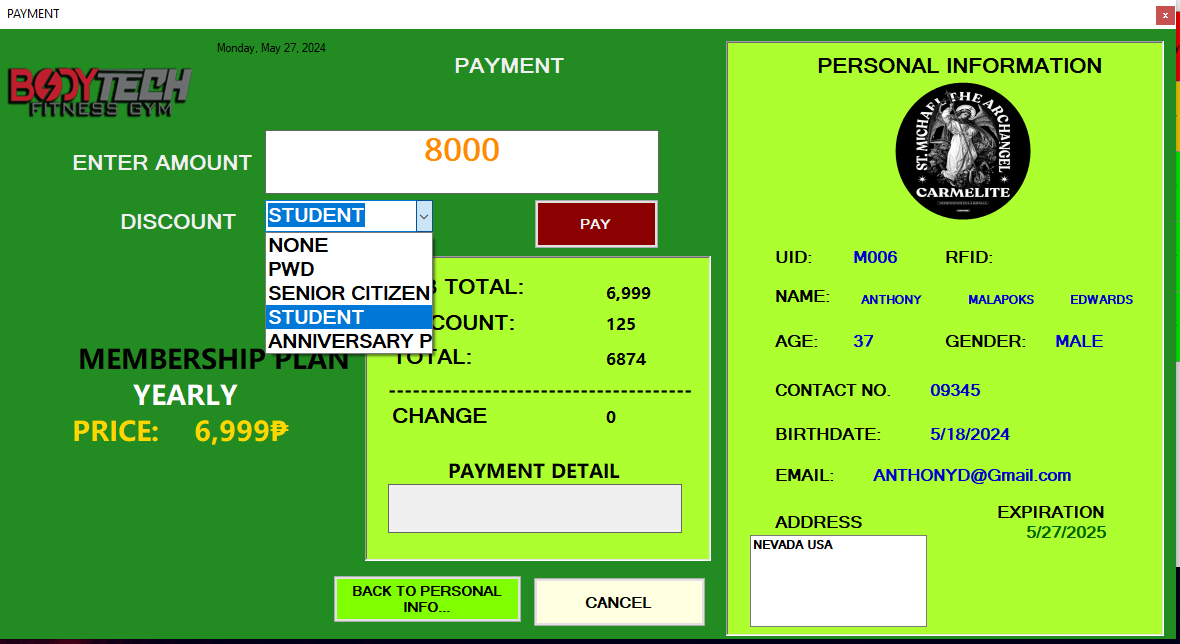 PAYMENT
x
Monday, May 27, 2024
BODYTECH
FITNESS GYM
PAYMENT
ENTER AMOUNT
8000
DISCOUNT
STUDENT
NONE
PWD
SENIOR CITIZEN
STUDENT
ANNIVERSARY P
PAY
TOTAL: 6,999
COUNT: 125
TOTAL: 6874
CHANGE 0
PAYMENT DETAIL
MEMBERSHIP PLAN
YEARLY
PRICE: 6,999₱
BACK TO PERSONAL
INFO...
CANCEL
PERSONAL INFORMATION
ST. MICHAEL THE ARCHANGEL
CARMELITE
UID: M006 RFID:
NAME: ANTHONY MALAPOKS EDWARDS
AGE: 37 GENDER: MALE
CONTACT NO. 09345
BIRTHDATE: 5/18/2024
EMAIL: ANTHONYD@Gmail.com
EXPIRATION
5/27/2025
ADDRESS
NEVADA USA